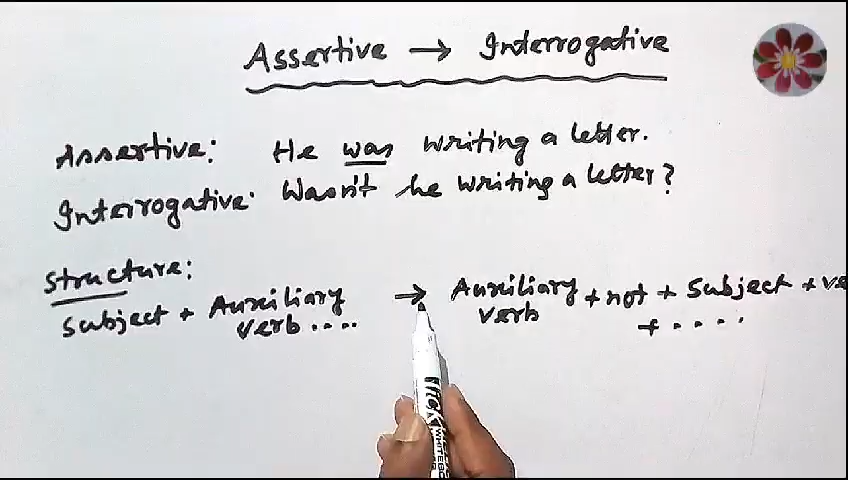 Assertive → Interrogative
Assertive: He was writing a letter.
Interrogative: Wasn't he writing a letter?
Structure:
Subject + Auxiliary verb .... → Auxiliary verb + not + Subject + ve
+ .....